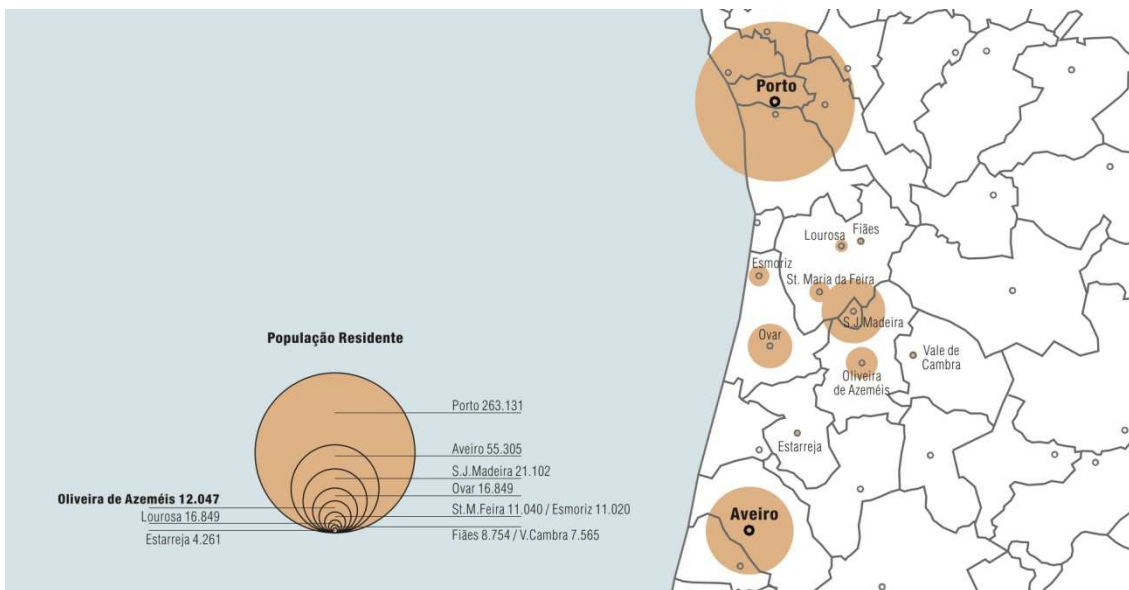 Porto
Lourosa
Fiães
Esmoriz
St. Maria da Feira
S.J.Madeira
Ovar
Vale de
Cambra
Oliveira
de Azeméis
Estarreja
Aveiro
População Residente
Porto 263.131
Aveiro 55.305
S.J.Madeira 21.102
Ovar 16.849
Oliveira de Azeméis 12.047
St.M.Feira 11.040 / Esmoriz 11.020
Lourosa 16.849
Fiães 8.754 / V.Cambra 7.565
Estarreja 4.261